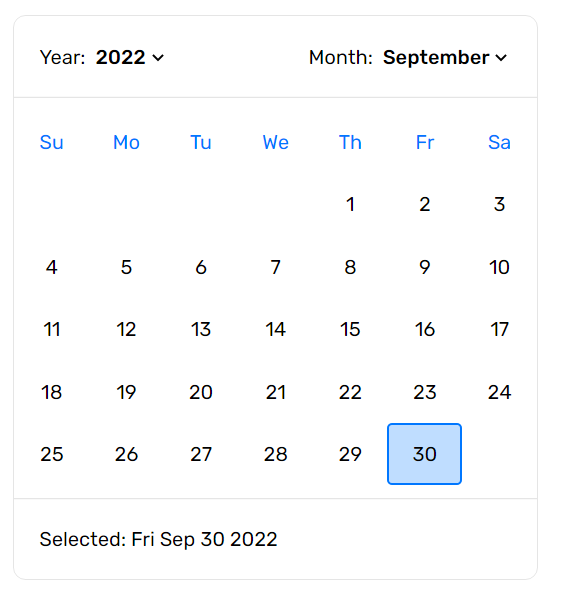 Year: 2022 Month: September
Su Mo Tu We Th Fr Sa
1 2 3
4 5 6 7 8 9 10
11 12 13 14 15 16 17
18 19 20 21 22 23 24
25 26 27 28 29 30
Selected: Fri Sep 30 2022